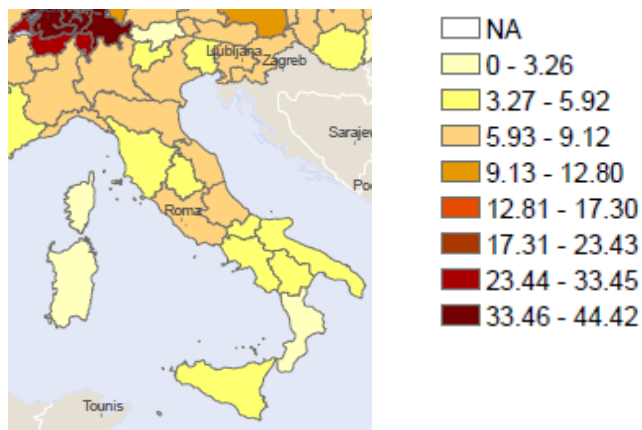 Ljubljana
Zagreb
Sarajev
Po
Roma
Tounis
NA
0 - 3.26
3.27 - 5.92
5.93 - 9.12
9.13 - 12.80
12.81 - 17.30
17.31 - 23.43
23.44 - 33.45
33.46 - 44.42